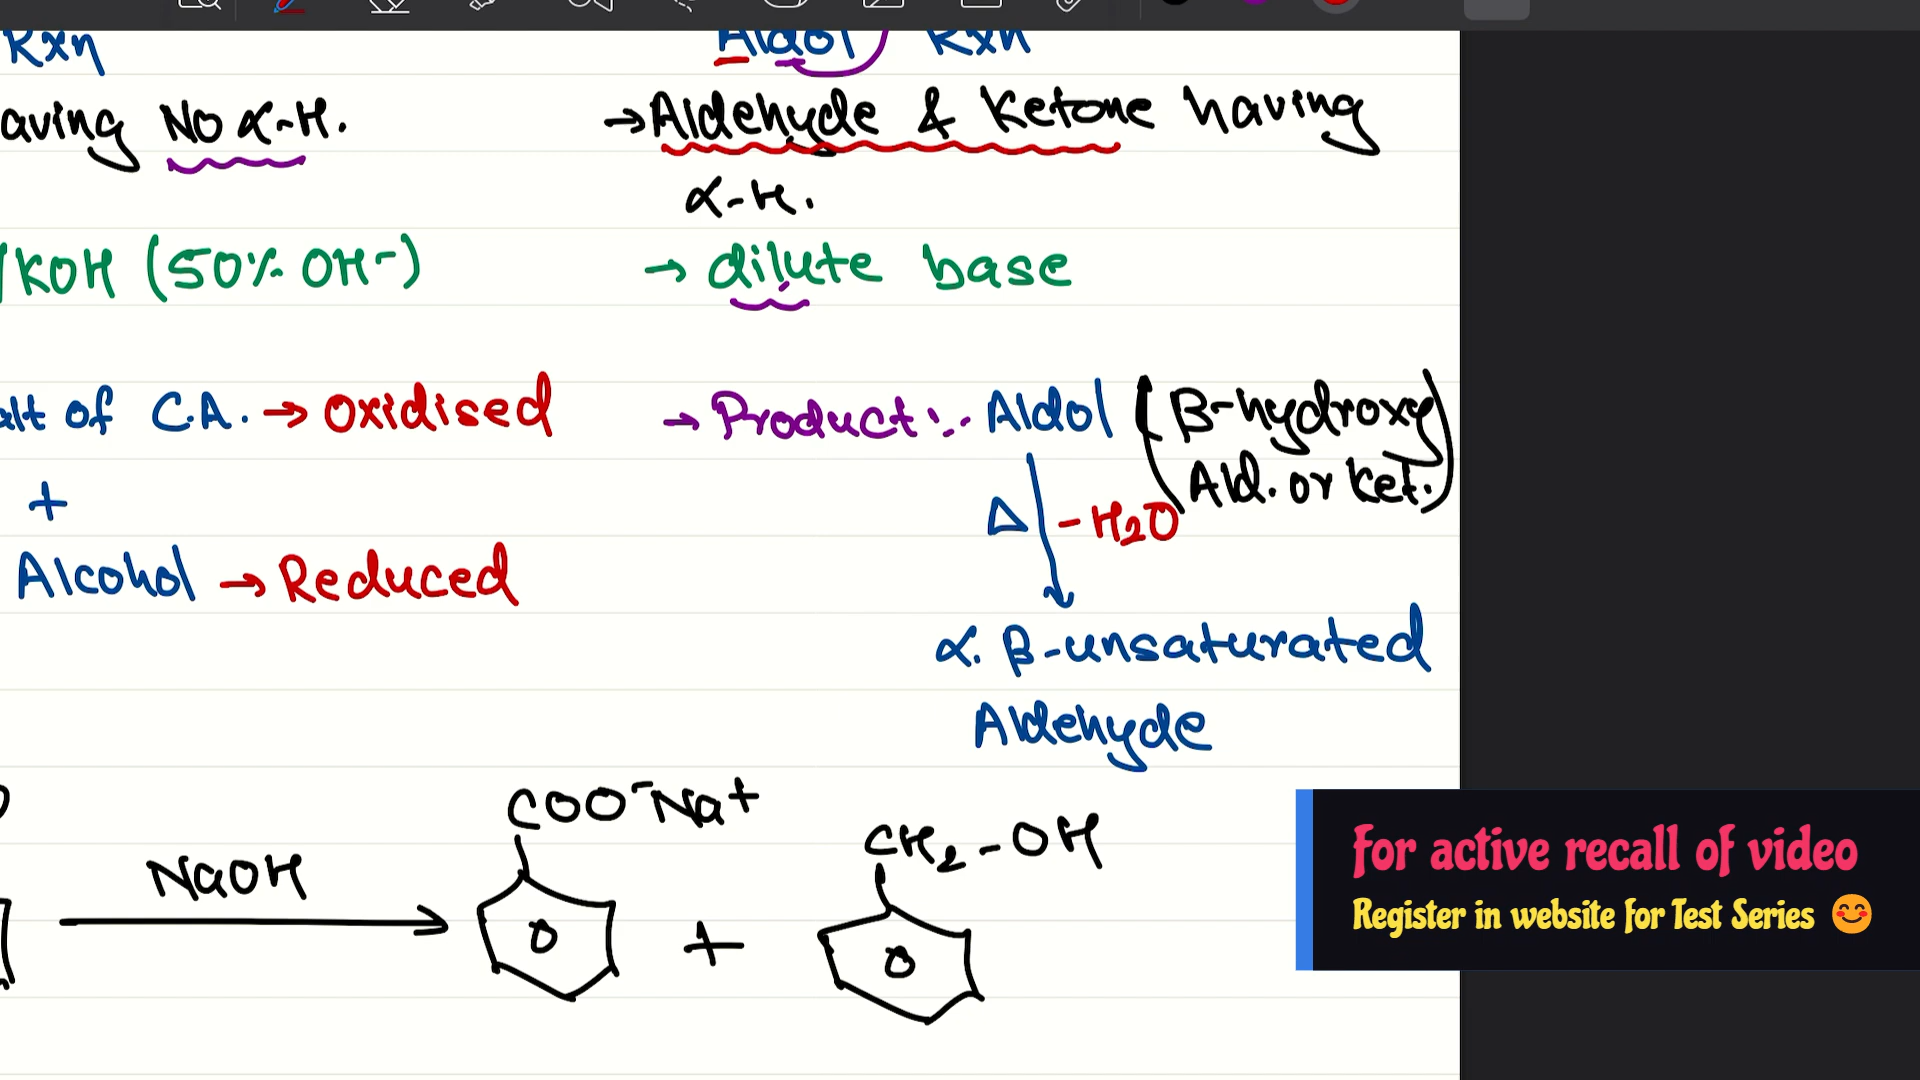 Rxn
Aldol Rxn
aving NO α-H.
→ Aldehyde & Ketone having
α-H.
/KOH (50% OH-)
→ dilute base
alt of C.A. → Oxidised
+
Alcohol → Reduced
→ Product:- Aldol (β-hydroxy
Ald. or Ket.)
Δ -H2O
α. β-unsaturated
Aldehyde
NaOH
COO-Na+
+
CH2-OH
for active recall of video
Register in website for Test Series 😊